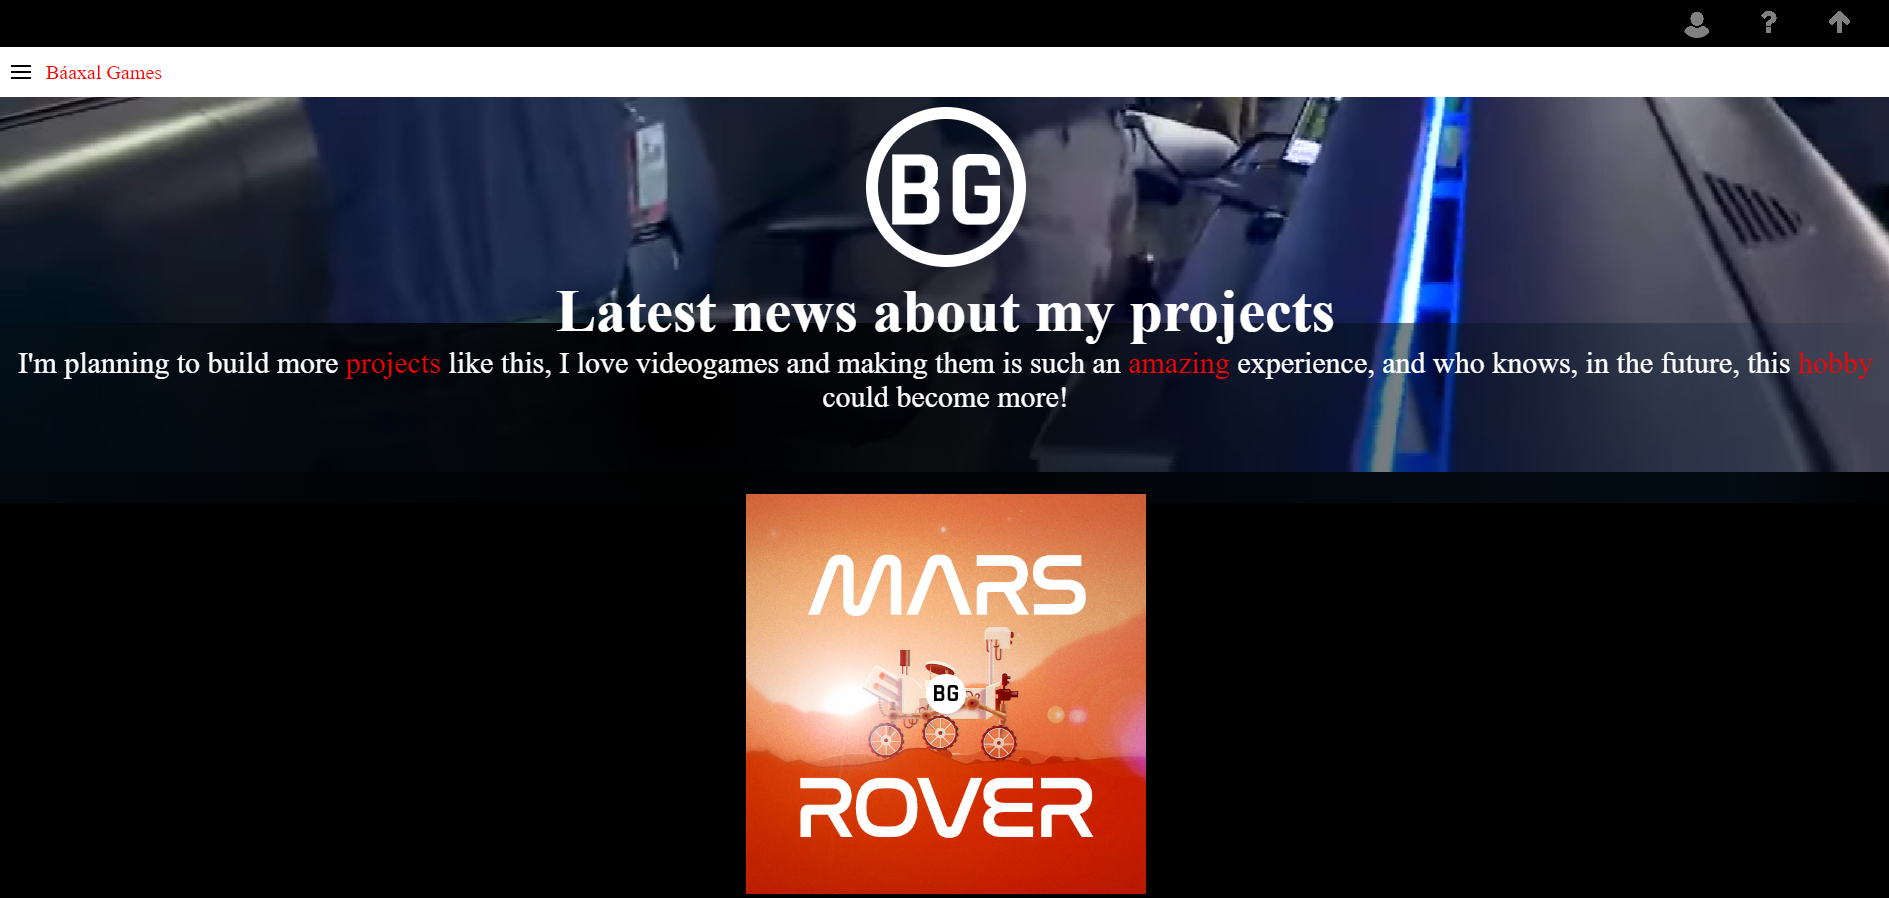 Báaxal Games
BG
Latest news about my projects
I'm planning to build more projects like this, I love videogames and making them is such an amazing experience, and who knows, in the future, this hobby
could become more!
MARS
BG
ROVER